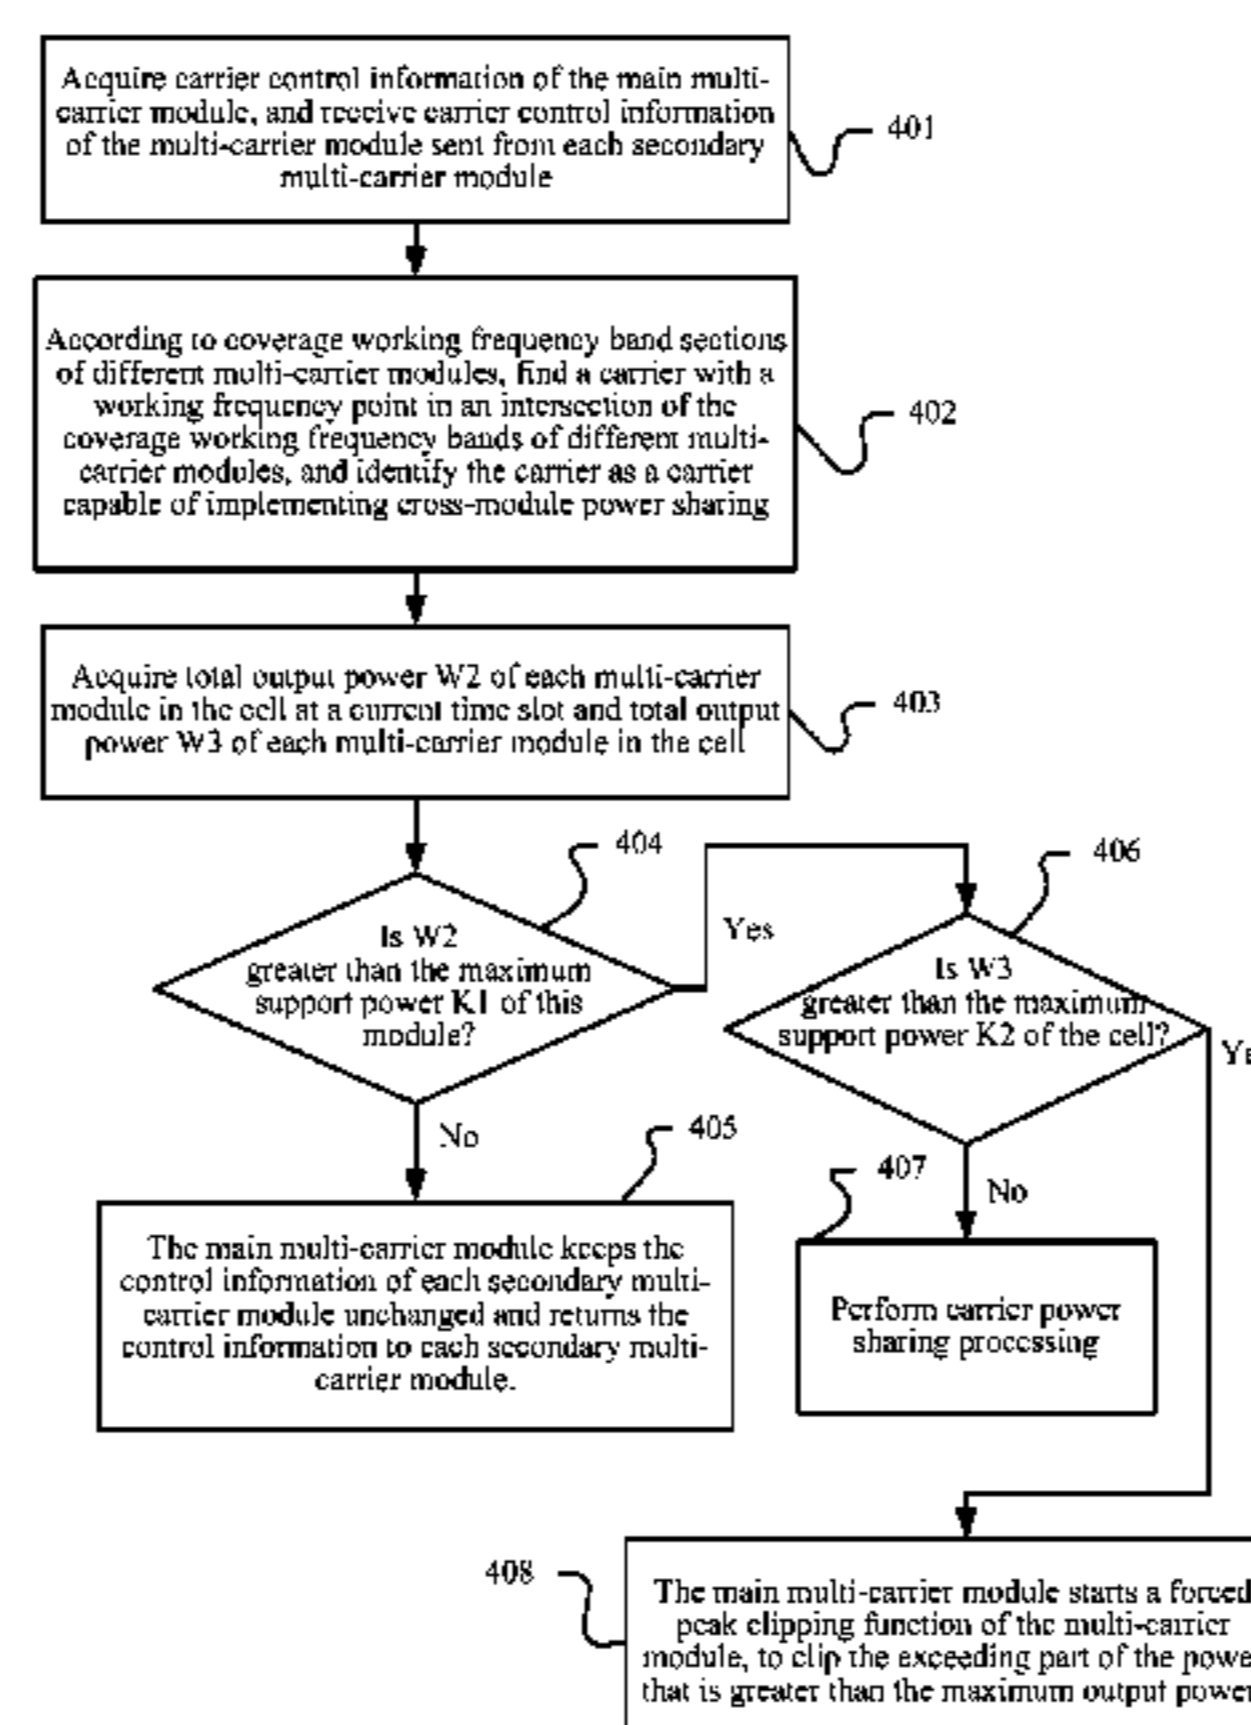 Acquire carrier control information of the main multi-
carrier module, and receive carrier control information
of the multi-carrier module sent from each secondary
multi-carrier module
401
According to coverage working frequency band sections
of different multi-carrier modules, find a carrier with a
working frequency point in an intersection of the
coverage working frequency bands of different multi-
carrier modules, and identify the carrier as a carrier
capable of implementing cross-module power sharing
402
Acquire total output power W2 of each multi-carrier
module in the cell at a current time slot and total output
power W3 of each multi-carrier module in the cell
403
404
Is W2
greater than the maximum
support power K1 of this
module?
Yes
406
Is W3
greater than the maximum
support power K2 of the cell?
No
405
The main multi-carrier module keeps the
control information of each secondary multi-
carrier module unchanged and returns the
control information to each secondary multi-
carrier module.
407
No
Perform carrier power
sharing processing
408
The main multi-carrier module starts a forced
peak clipping function of the multi-carrier
module, to clip the exceeding part of the
that is greater than the maximum output power